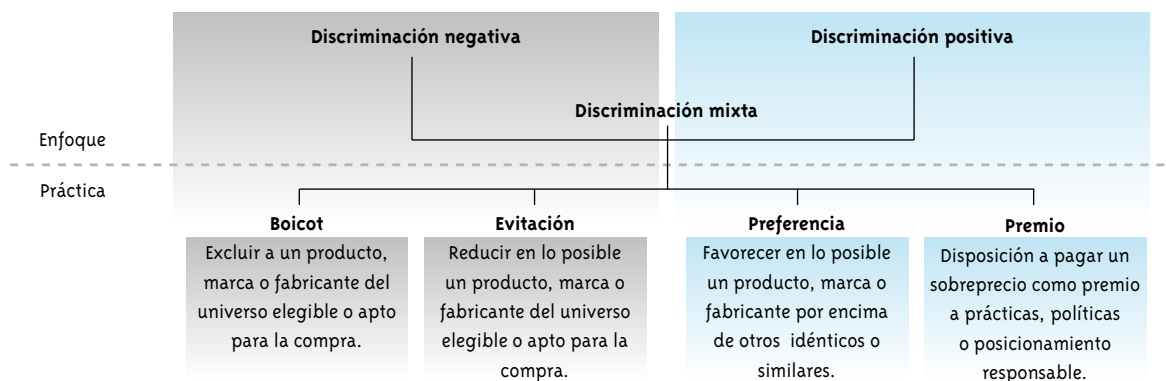 Discriminación negativa
Discriminación positiva
Discriminación mixta
Enfoque
Práctica
Boicot
Excluir a un producto,
marca o fabricante del
universo elegible o apto
para la compra.
Evitación
Reducir en lo posible
un producto, marca o
fabricante del universo
elegible o apto para la
compra.
Preferencia
Favorecer en lo posible
un producto, marca o
fabricante por encima
de otros idénticos o
similares.
Premio
Disposición a pagar un
sobreprecio como premio
a prácticas, políticas
o posicionamiento
responsable.